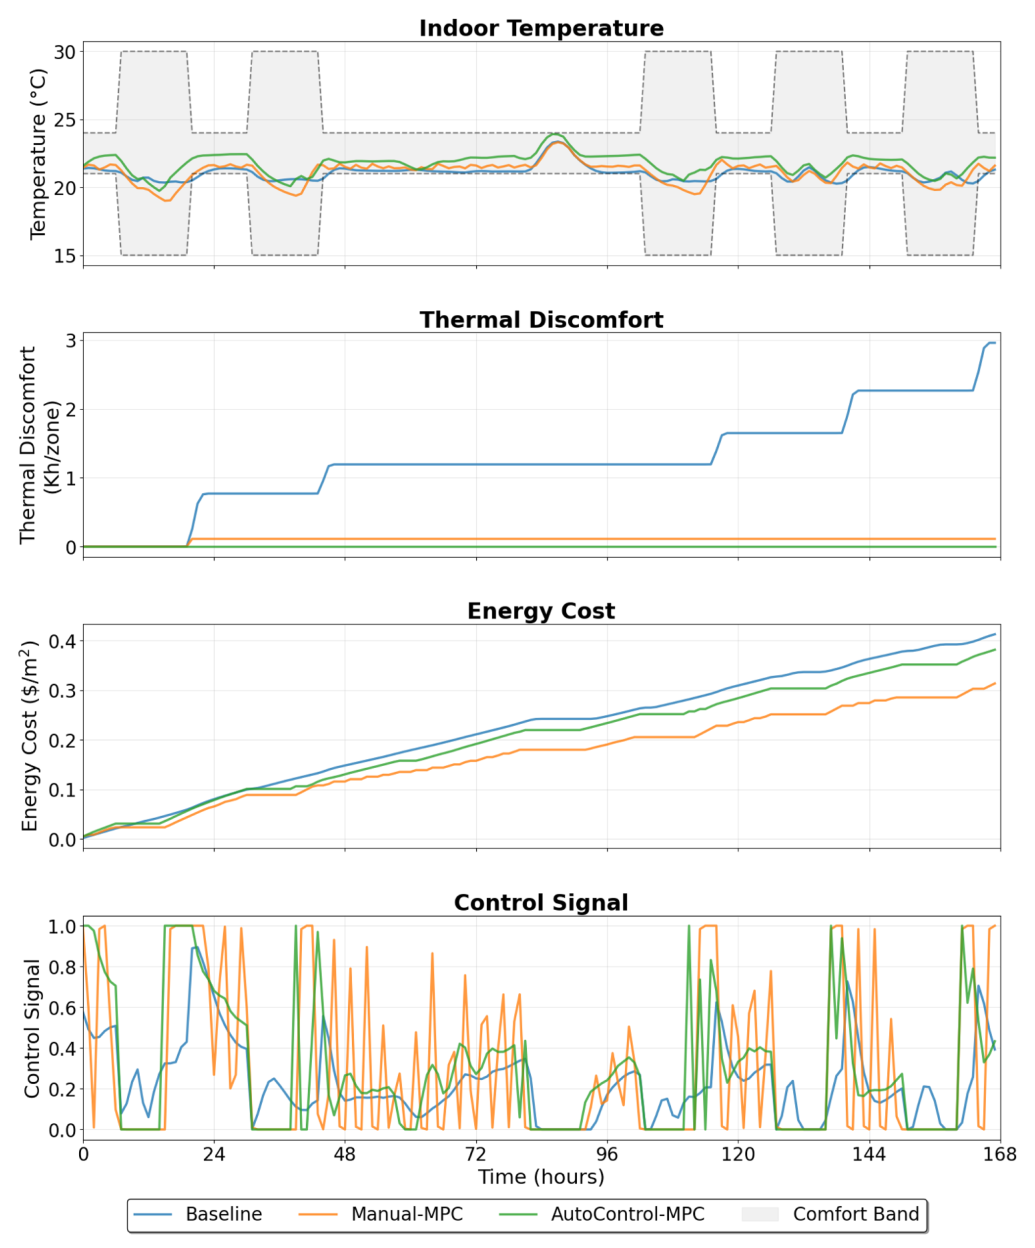 Indoor Temperature
Temperature (°C)
30
25
20
15
Thermal Discomfort
Thermal Discomfort
(Kh/zone)
3
2
1
0
Energy Cost
Energy Cost ($/m²)
0.4
0.3
0.2
0.1
0.0
Control Signal
Control Signal
1.0
0.8
0.6
0.4
0.2
0.0
0 24 48 72 96 120 144 168
Time (hours)
Baseline Manual-MPC AutoControl-MPC Comfort Band